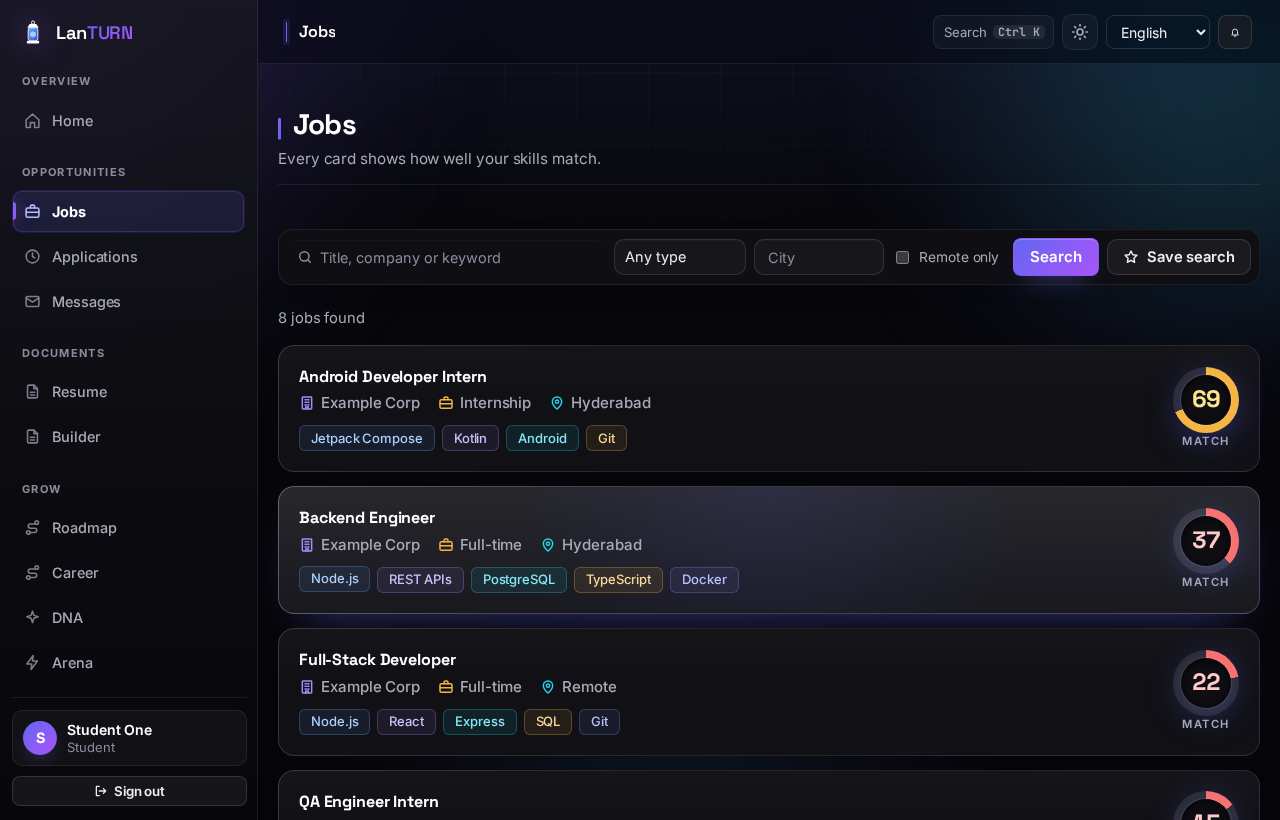 LanTURN
OVERVIEW
Home
OPPORTUNITIES
Jobs
Applications
Messages
DOCUMENTS
Resume
Builder
GROW
Roadmap
Career
DNA
Arena
S
Student One
Student
Sign out
Jobs
Search Ctrl K
English
Jobs
Every card shows how well your skills match.
Title, company or keyword
Any type
City
Remote only
Search
Save search
8 jobs found
Android Developer Intern
Example Corp Internship Hyderabad
Jetpack Compose Kotlin Android Git
69
MATCH
Backend Engineer
Example Corp Full-time Hyderabad
Node.js REST APIs PostgreSQL TypeScript Docker
37
MATCH
Full-Stack Developer
Example Corp Full-time Remote
Node.js React Express SQL Git
22
MATCH
QA Engineer Intern